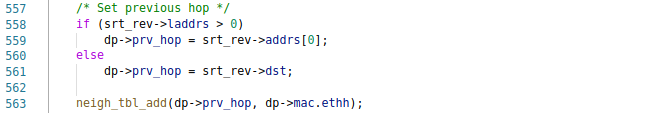 557 /* Set previous hop */
558 if (srt_rev->laddrs > 0)
559 dp->prv_hop = srt_rev->addrs[0];
560 else
561 dp->prv_hop = srt_rev->dst;
562
563 neigh_tbl_add(dp->prv_hop, dp->mac.ethh);